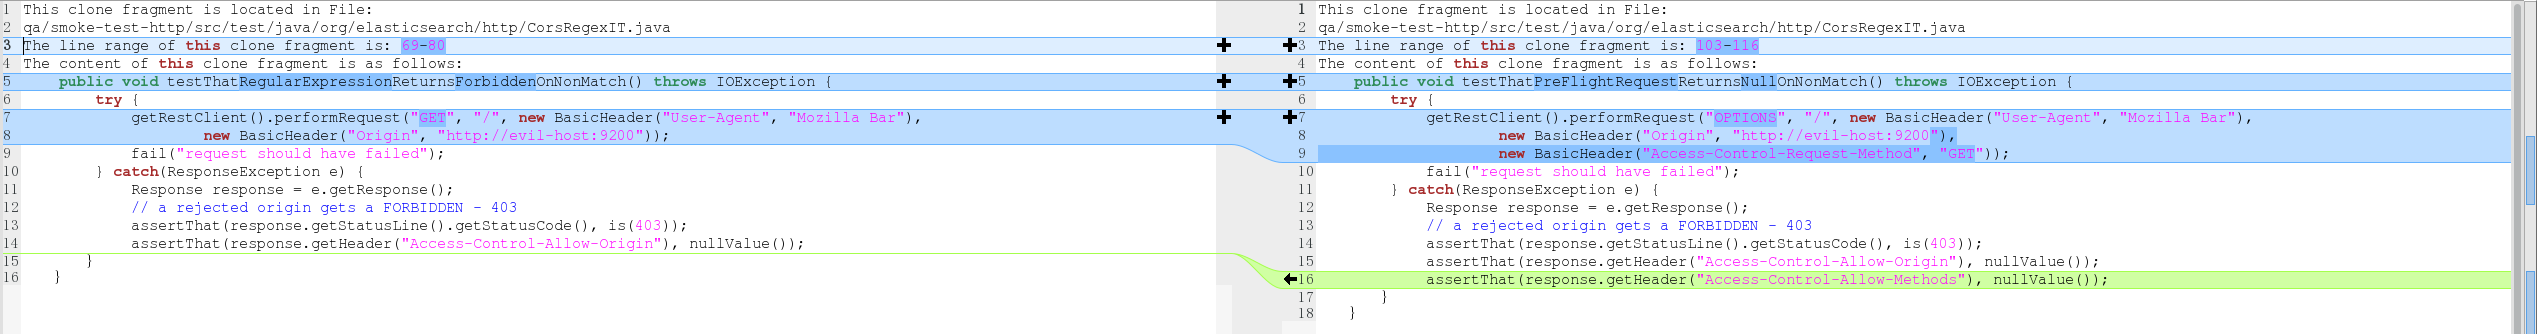 1 This clone fragment is located in File:
2 qa/smoke-test-http/src/test/java/org/elasticsearch/http/CorsRegexIT.java
3 The line range of this clone fragment is: 69-80
4 The content of this clone fragment is as follows:
5     public void testThatRegularExpressionReturnsForbiddenOnNonMatch() throws IOException {
6         try {
7             getRestClient().performRequest("GET", "/", new BasicHeader("User-Agent", "Mozilla Bar"),
8                     new BasicHeader("Origin", "http://evil-host:9200"));
9             fail("request should have failed");
10         } catch(ResponseException e) {
11             Response response = e.getResponse();
12             // a rejected origin gets a FORBIDDEN - 403
13             assertThat(response.getStatusLine().getStatusCode(), is(403));
14             assertThat(response.getHeader("Access-Control-Allow-Origin"), nullValue());
15         }
16     }
1 This clone fragment is located in File:
2 qa/smoke-test-http/src/test/java/org/elasticsearch/http/CorsRegexIT.java
3 The line range of this clone fragment is: 103-116
4 The content of this clone fragment is as follows:
5     public void testThatPreFlightRequestReturnsNullOnNonMatch() throws IOException {
6         try {
7             getRestClient().performRequest("OPTIONS", "/", new BasicHeader("User-Agent", "Mozilla Bar"),
8                     new BasicHeader("Origin", "http://evil-host:9200"),
9                     new BasicHeader("Access-Control-Request-Method", "GET"));
10             fail("request should have failed");
11         } catch(ResponseException e) {
12             Response response = e.getResponse();
13             // a rejected origin gets a FORBIDDEN - 403
14             assertThat(response.getStatusLine().getStatusCode(), is(403));
15             assertThat(response.getHeader("Access-Control-Allow-Origin"), nullValue());
16             assertThat(response.getHeader("Access-Control-Allow-Methods"), nullValue());
17         }
18     }